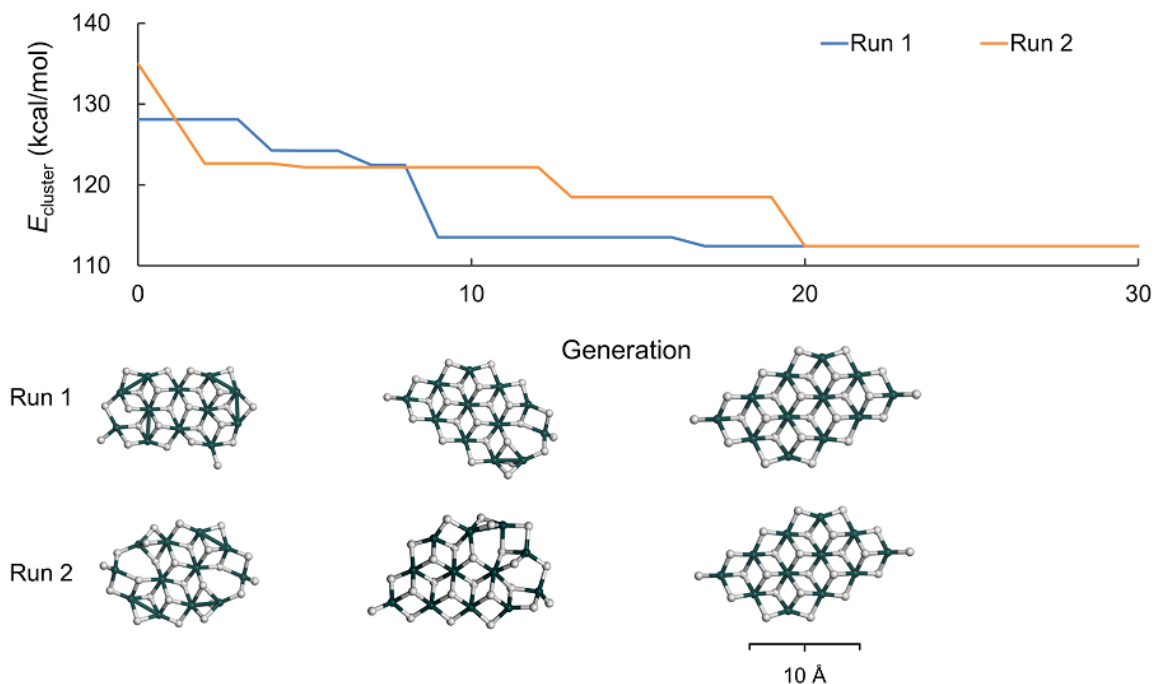 140
Run 1
Run 2
130
120
110
E_cluster (kcal/mol)
0
10
20
30
Generation
Run 1
Run 2
10 Å